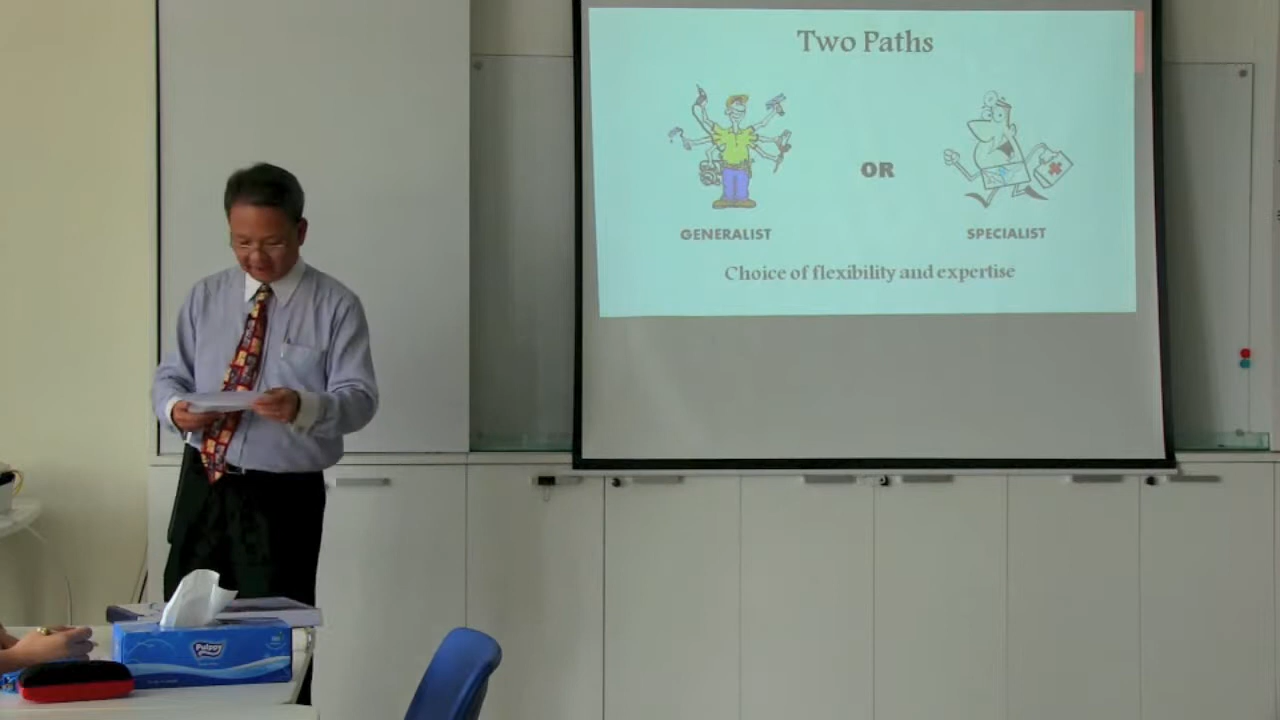 Two Paths
OR
GENERALIST
SPECIALIST
Choice of flexibility and expertise
Pulppy